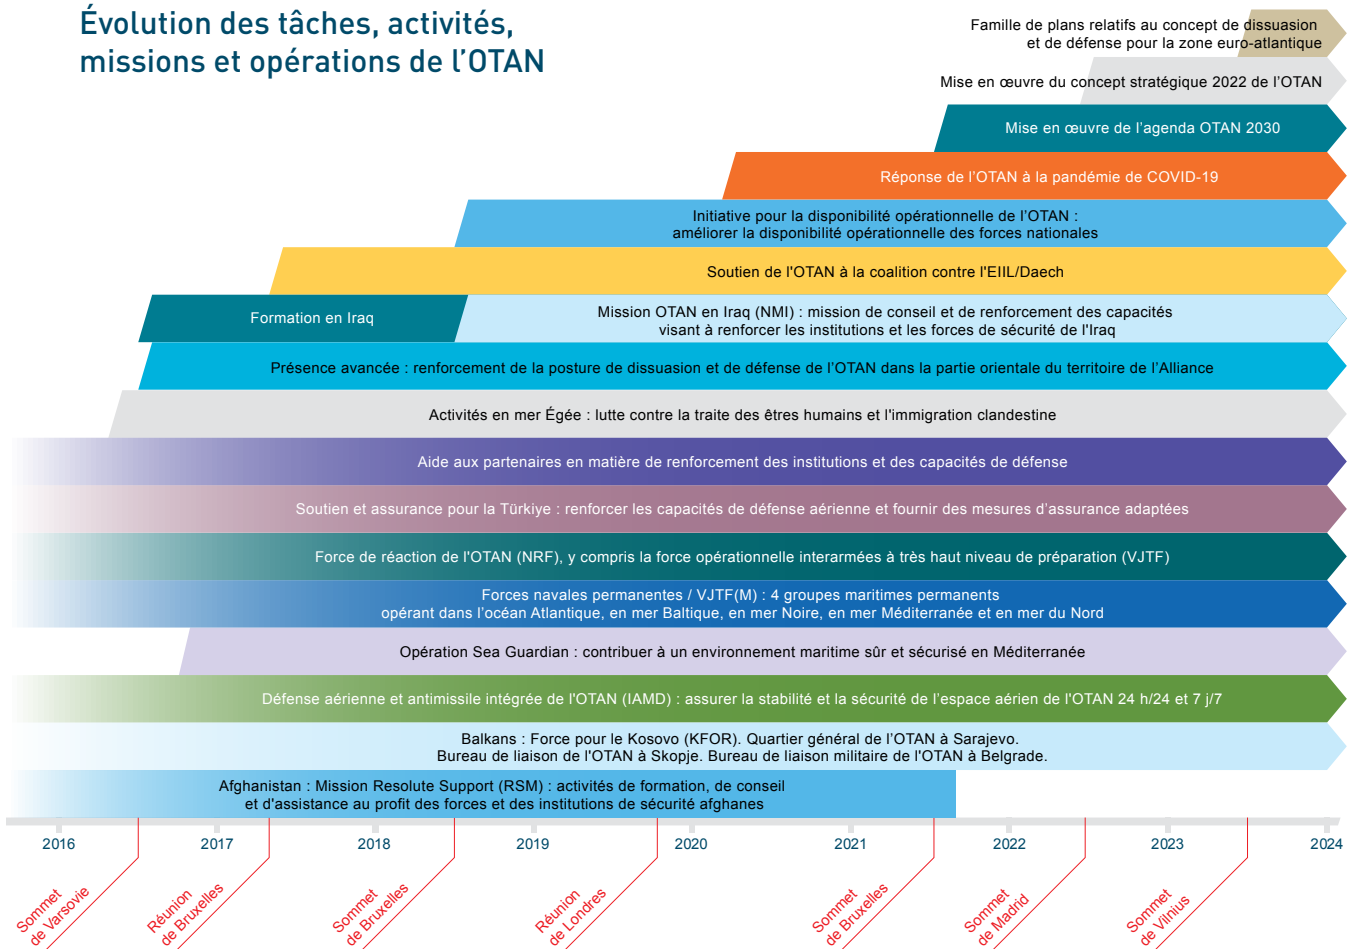 Évolution des tâches, activités,
missions et opérations de l’OTAN
Famille de plans relatifs au concept de dissuasion
et de défense pour la zone euro-atlantique
Mise en œuvre du concept stratégique 2022 de l’OTAN
Mise en œuvre de l’agenda OTAN 2030
Réponse de l’OTAN à la pandémie de COVID-19
Initiative pour la disponibilité opérationnelle de l’OTAN :
améliorer la disponibilité opérationnelle des forces nationales
Soutien de l'OTAN à la coalition contre l'EIIL/Daech
Formation en Iraq
Mission OTAN en Iraq (NMI) : mission de conseil et de renforcement des capacités
visant à renforcer les institutions et les forces de sécurité de l'Iraq
Présence avancée : renforcement de la posture de dissuasion et de défense de l’OTAN dans la partie orientale du territoire de l’Alliance
Activités en mer Égée : lutte contre la traite des êtres humains et l'immigration clandestine
Aide aux partenaires en matière de renforcement des institutions et des capacités de défense
Soutien et assurance pour la Türkiye : renforcer les capacités de défense aérienne et fournir des mesures d’assurance adaptées
Force de réaction de l'OTAN (NRF), y compris la force opérationnelle interarmées à très haut niveau de préparation (VJTF)
Forces navales permanentes / VJTF(M) : 4 groupes maritimes permanents
opérant dans l’océan Atlantique, en mer Baltique, en mer Noire, en mer Méditerranée et en mer du Nord
Opération Sea Guardian : contribuer à un environnement maritime sûr et sécurisé en Méditerranée
Défense aérienne et antimissile intégrée de l'OTAN (IAMD) : assurer la stabilité et la sécurité de l’espace aérien de l'OTAN 24 h/24 et 7 j/7
Balkans : Force pour le Kosovo (KFOR). Quartier général de l’OTAN à Sarajevo.
Bureau de liaison de l'OTAN à Skopje. Bureau de liaison militaire de l'OTAN à Belgrade.
Afghanistan : Mission Resolute Support (RSM) : activités de formation, de conseil
et d'assistance au profit des forces et des institutions de sécurité afghanes
2016 2017 2018 2019 2020 2021 2022 2023 2024
Sommet
de Varsovie
Réunion
de Bruxelles
Sommet
de Bruxelles
Réunion
de Londres
Sommet
de Bruxelles
Sommet
de Madrid
Sommet
de Vilnius